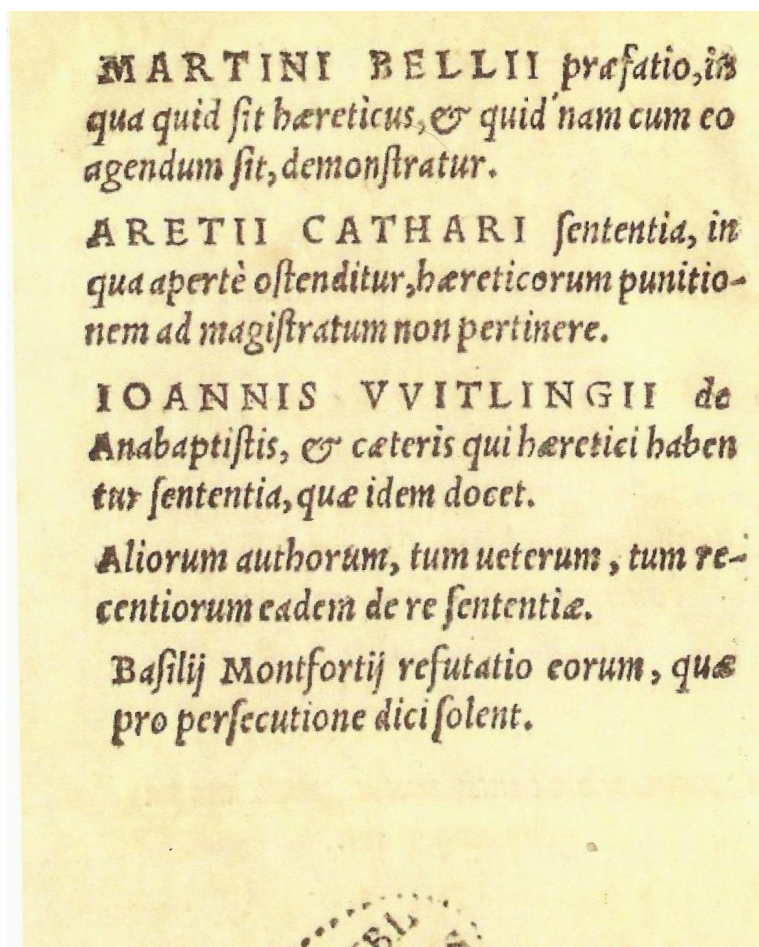 MARTINI BELLII præfatio, in
qua quid ſit hæreticus, & quid'nam cum eo
agendum ſit, demonſtratur.
ARETII CATHARI ſententia, in
qua apertè oſtenditur, hæreticorum punitio-
nem ad magiſtratum non pertinere.
IOANNIS VVITLINGII de
Anabaptiſtis, & cæteris qui hæretici haben
tur ſententia, quæ idem docet.
Aliorum authorum, tum ueterum, tum re-
centiorum eadem de re ſententiæ.
Baſilij Montfortij refutatio eorum, quæ
pro perſecutione dici ſolent.